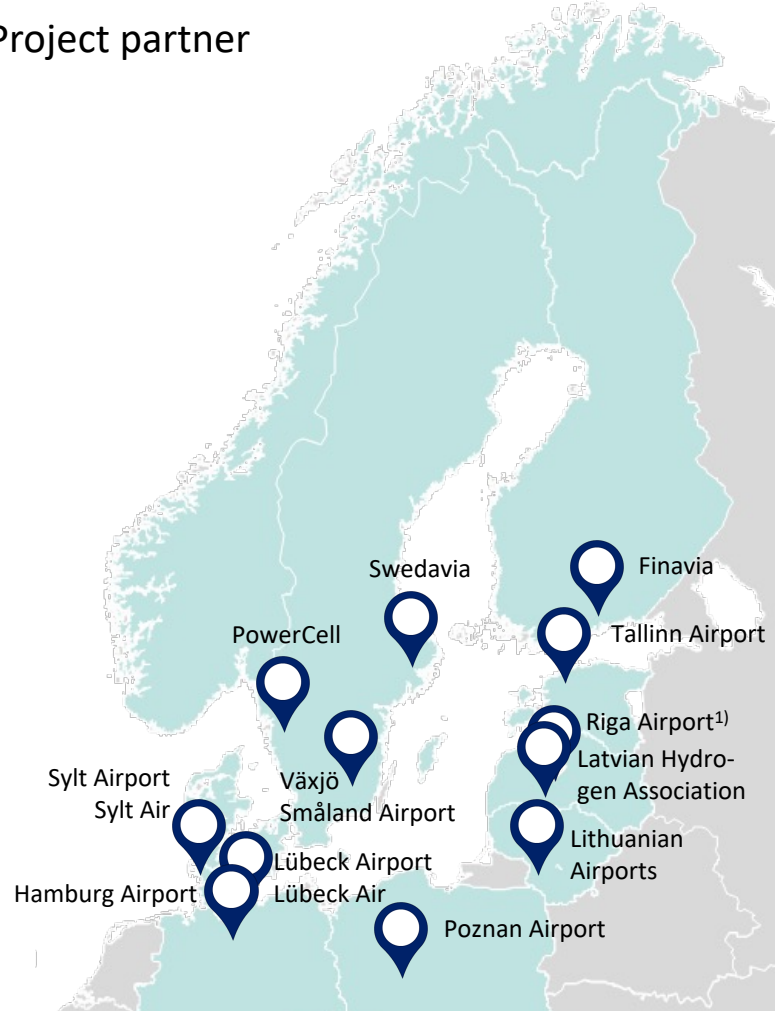 Project partner
Swedavia
Finavia
PowerCell
Tallinn Airport
Riga Airport¹⁾
Latvian Hydro-
gen Association
Växjö
Småland Airport
Sylt Airport
Sylt Air
Lithuanian
Airports
Lübeck Airport
Lübeck Air
Hamburg Airport
Poznan Airport